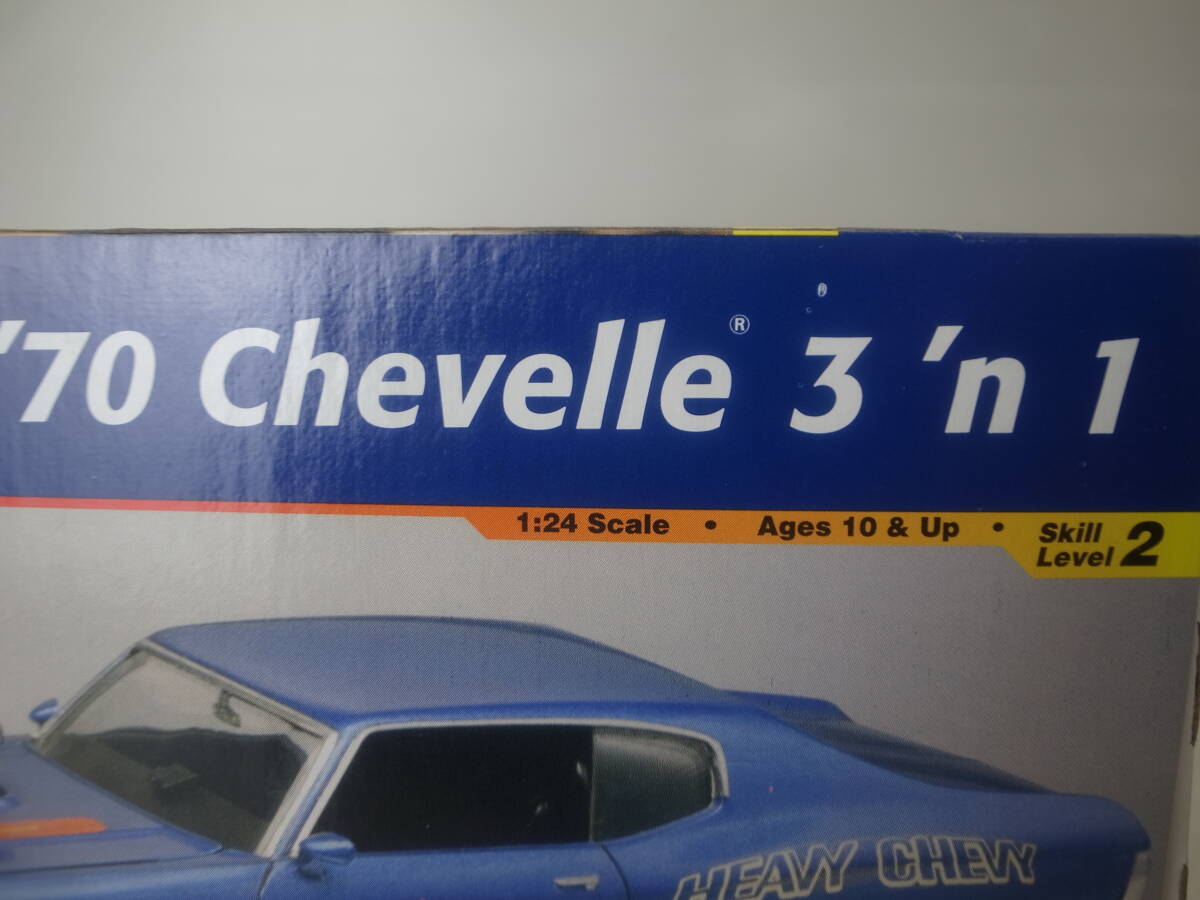 '70 Chevelle® 3 'n 1
1:24 Scale • Ages 10 & Up • Skill Level 2
HEAVY CHEVY